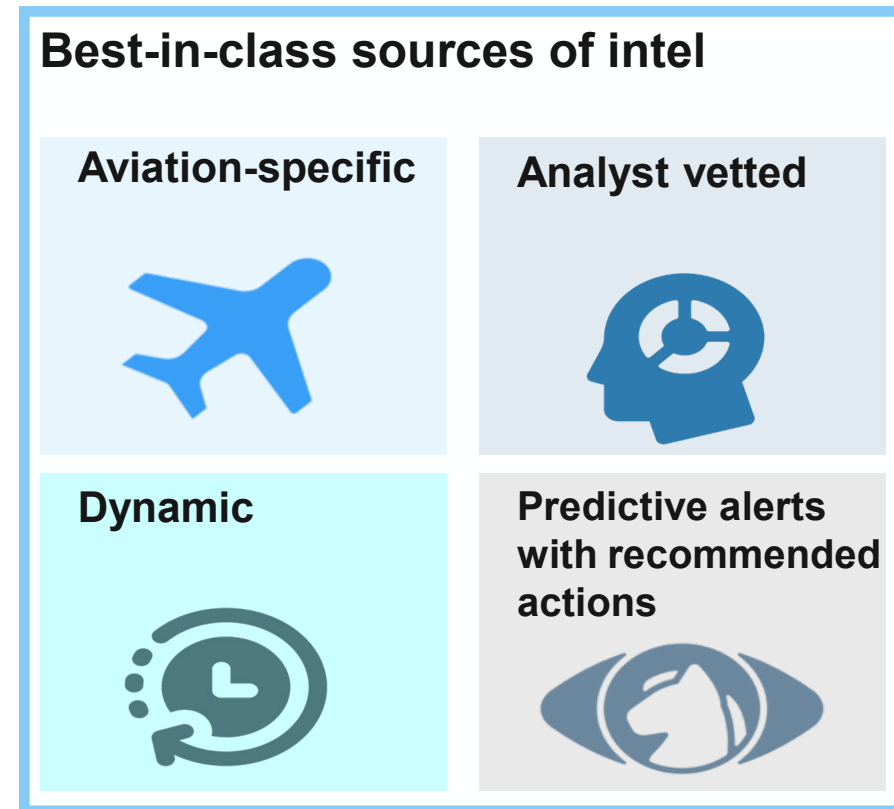 Best-in-class sources of intel
Aviation-specific
Analyst vetted
Dynamic
Predictive alerts
with recommended
actions